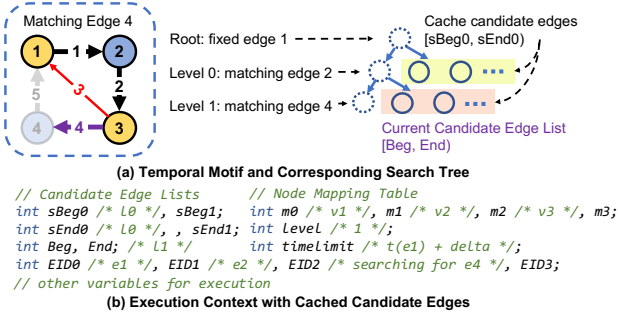 Matching Edge 4
1
1
2
2
3
3
4
4
5
Root: fixed edge 1
Level 0: matching edge 2
Level 1: matching edge 4
Cache candidate edges
[sBeg0, sEnd0)
...
...
Current Candidate Edge List
[Beg, End)
(a) Temporal Motif and Corresponding Search Tree
// Candidate Edge Lists // Node Mapping Table
int sBeg0 /* l0 */, sBeg1; int m0 /* v1 */, m1 /* v2 */, m2 /* v3 */, m3;
int sEnd0 /* l0 */, , sEnd1; int Level /* 1 */;
int Beg, End; /* l1 */ int timelimit /* t(e1) + delta */;
int EID0 /* e1 */, EID1 /* e2 */, EID2 /* searching for e4 */, EID3;
// other variables for execution
(b) Execution Context with Cached Candidate Edges